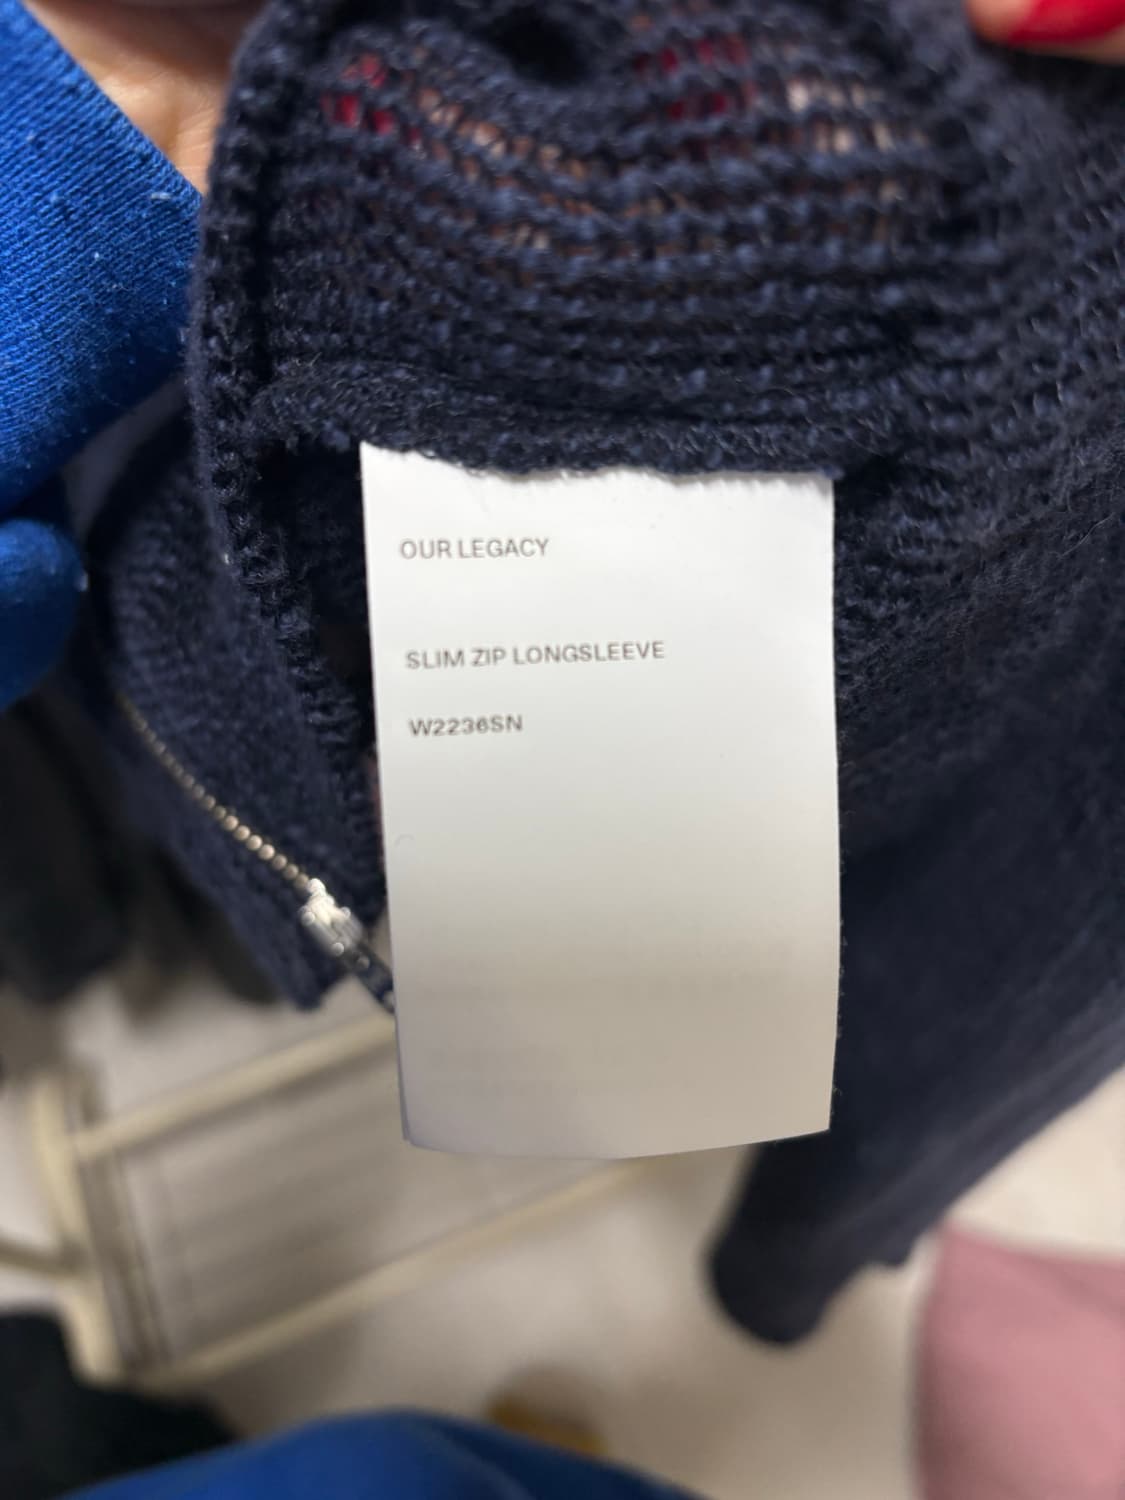 OUR LEGACY
SLIM ZIP LONGSLEEVE
W2236SN